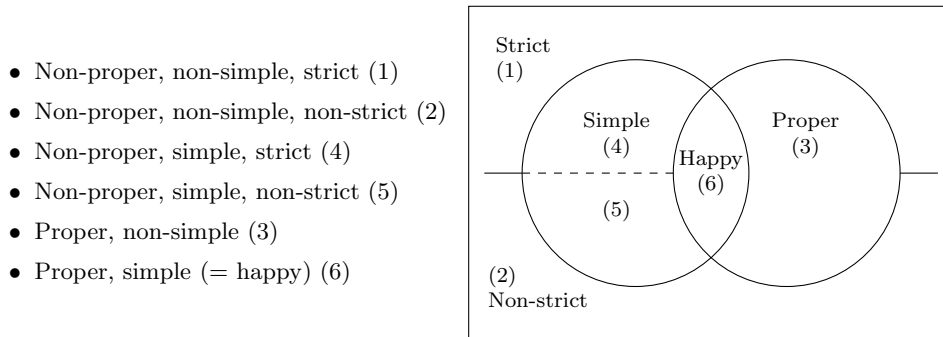 • Non-proper, non-simple, strict (1)
• Non-proper, non-simple, non-strict (2)
• Non-proper, simple, strict (4)
• Non-proper, simple, non-strict (5)
• Proper, non-simple (3)
• Proper, simple (= happy) (6)
Strict
(1)
Simple
(4)
Proper
(3)
Happy
(6)
(5)
(2)
Non-strict